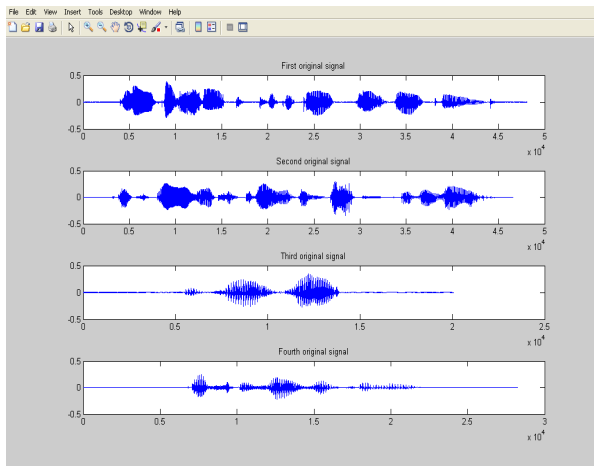 File Edit View Insert Tools Desktop Window Help
First original signal
0.5
0
-0.5
0 0.5 1 1.5 2 2.5 3 3.5 4 4.5 5
x 10^4
Second original signal
0.5
0
-0.5
0 0.5 1 1.5 2 2.5 3 3.5 4 4.5 5
x 10^4
Third original signal
0.5
0
-0.5
0 0.5 1 1.5 2 2.5
x 10^4
Fourth original signal
0.5
0
-0.5
0 0.5 1 1.5 2 2.5 3
x 10^4